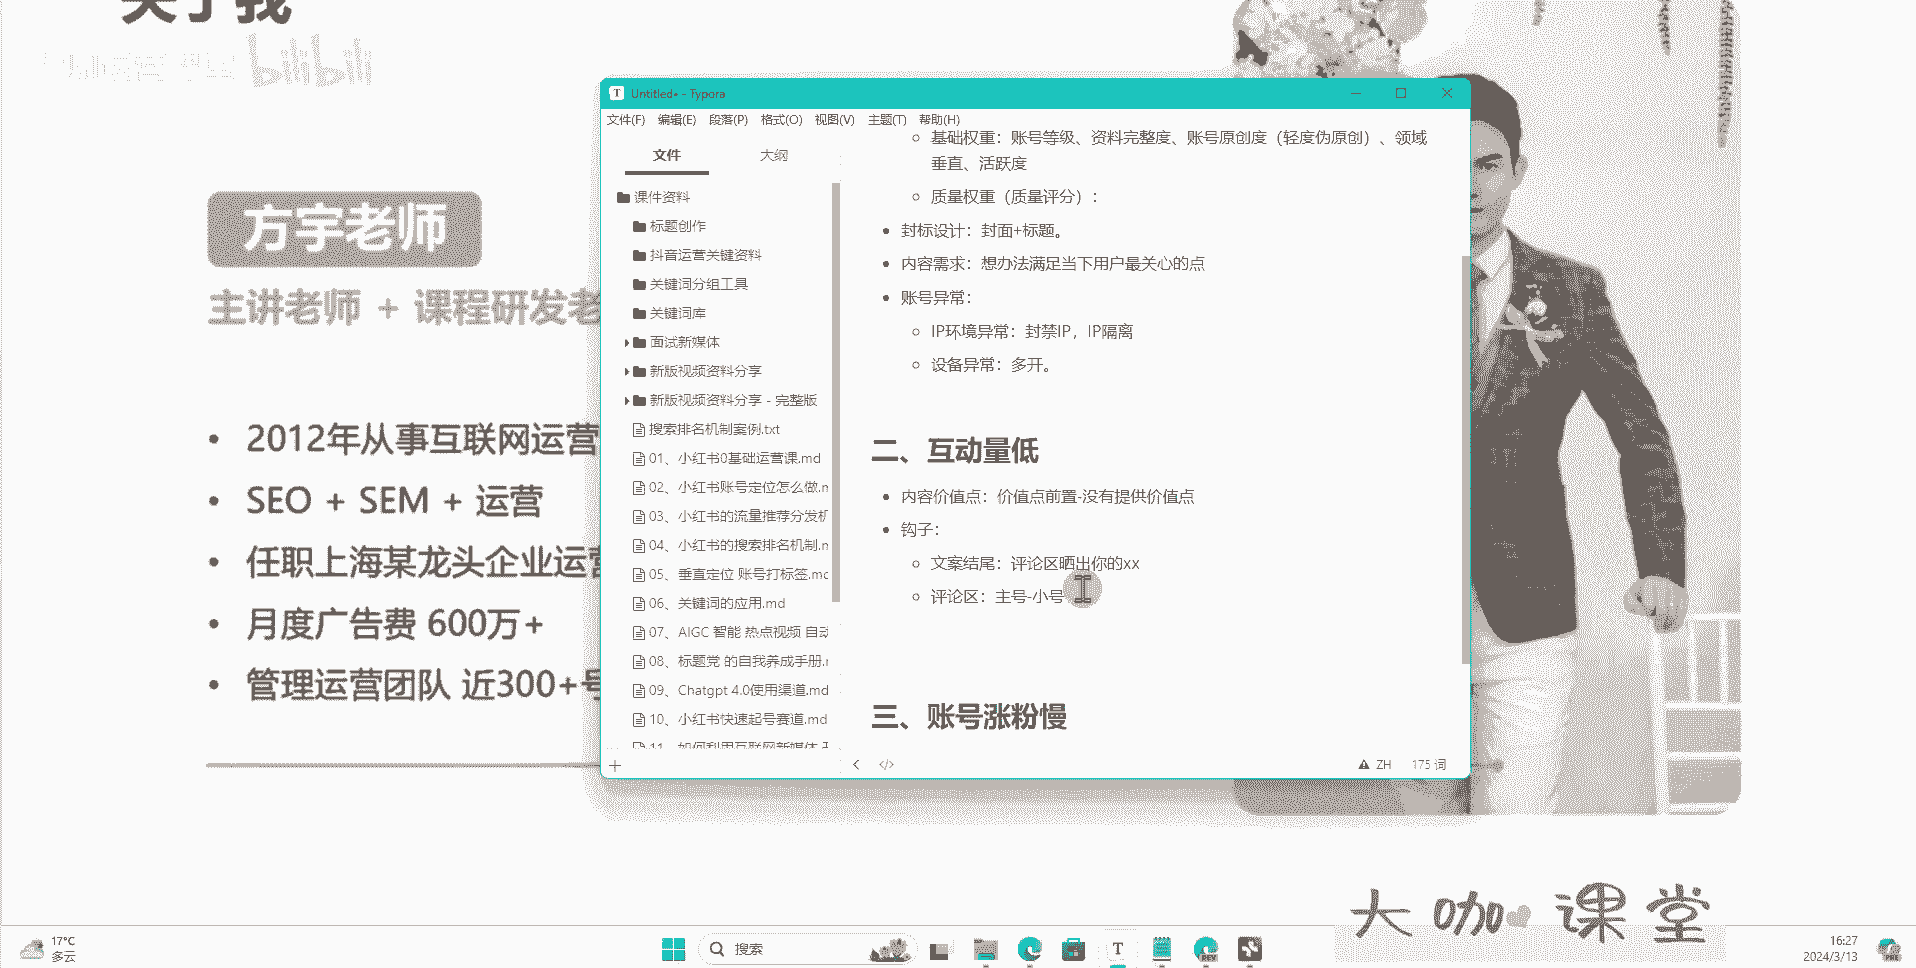 关于我
bilibili
方宇老师
主讲老师 + 课程研发老
2012年从事互联网运营
SEO + SEM + 运营
任职上海某龙头企业运营
月度广告费 600万+
管理运营团队 近300+号
Untitled• - Typora
文件(F) 编辑(E) 段落(P) 格式(O) 视图(V) 主题(T) 帮助(H)
文件 大纲
课件资料
标题创作
抖音运营关键资料
关键词分组工具
关键词库
面试新媒体
新版视频资料分享
新版视频资料分享 - 完整版
搜索排名机制案例.txt
01、小红书0基础运营课.md
02、小红书账号定位怎么做.m
03、小红书的流量推荐分发机
04、小红书的搜索排名机制.m
05、垂直定位 账号打标签.md
06、关键词的应用.md
07、AIGC 智能 热点视频 自动
08、标题党 的自我养成手册.m
09、Chatgpt 4.0使用渠道.md
10、小红书快速起号赛道.md
11、如何利用互联网新媒体
基础权重：账号等级、资料完整度、账号原创度（轻度伪原创）、领域
垂直、活跃度
质量权重（质量评分）：
封标设计：封面+标题。
内容需求：想办法满足当下用户最关心的点
账号异常：
IP环境异常：封禁IP，IP隔离
设备异常：多开。
二、互动量低
内容价值点：价值点前置-没有提供价值点
钩子：
文案结尾：评论区晒出你的xx
评论区：主号-小号
三、账号涨粉慢
ZH 175 词
大咖课堂
17°C
多云
搜索
16:27
2024/3/13